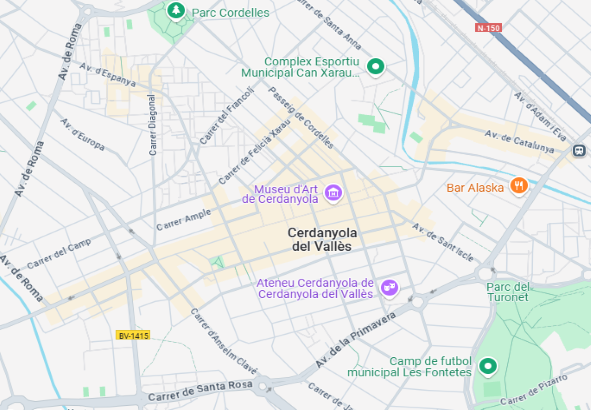 Parc Cordelles
Carrer de Santa Anna
N-150
Av. de Roma
Complex Esportiu
Municipal Can Xarau...
Av. d'Espanya
Passeig de Cordelles
Av. d'Adam i Eva
Carrer Diagonal
Carrer del Francolí
Av. d'Europa
Av. de Catalunya
Carrer de Felicià Xarau
Av. de Roma
Museu d'Art
de Cerdanyola
Bar Alaska
Carrer Ample
Cerdanyola
del Vallès
Av. de Sant Iscle
Carrer del Camp
Av. de Roma
Ateneu Cerdanyola de
Cerdanyola del Vallès
Parc del
Turonet
BV-1415
Carrer d'Anselm Clavé
Av. de la Primavera
Camp de futbol
municipal Les Fontetes
Carrer de Pizarro
Carrer de Santa Rosa